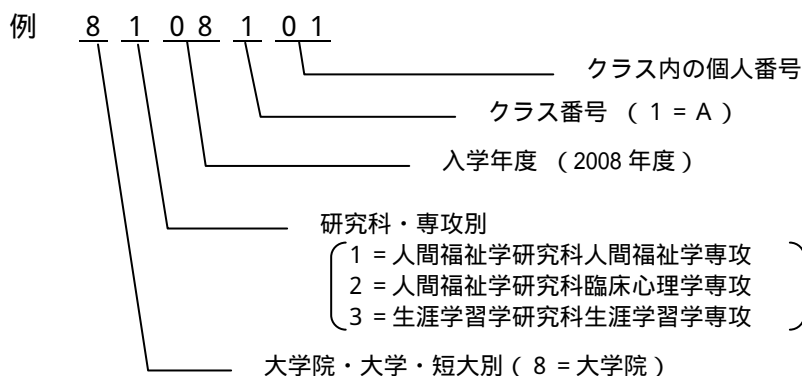 例 8 1 0 8 1 0 1
クラス内の個人番号
クラス番号 ( 1 = A )
入学年度 (2008 年度)
研究科・専攻別
1 = 人間福祉学研究科人間福祉学専攻
2 = 人間福祉学研究科臨床心理学専攻
3 = 生涯学習学研究科生涯学習学専攻
大学院・大学・短大別 ( 8 = 大学院 )